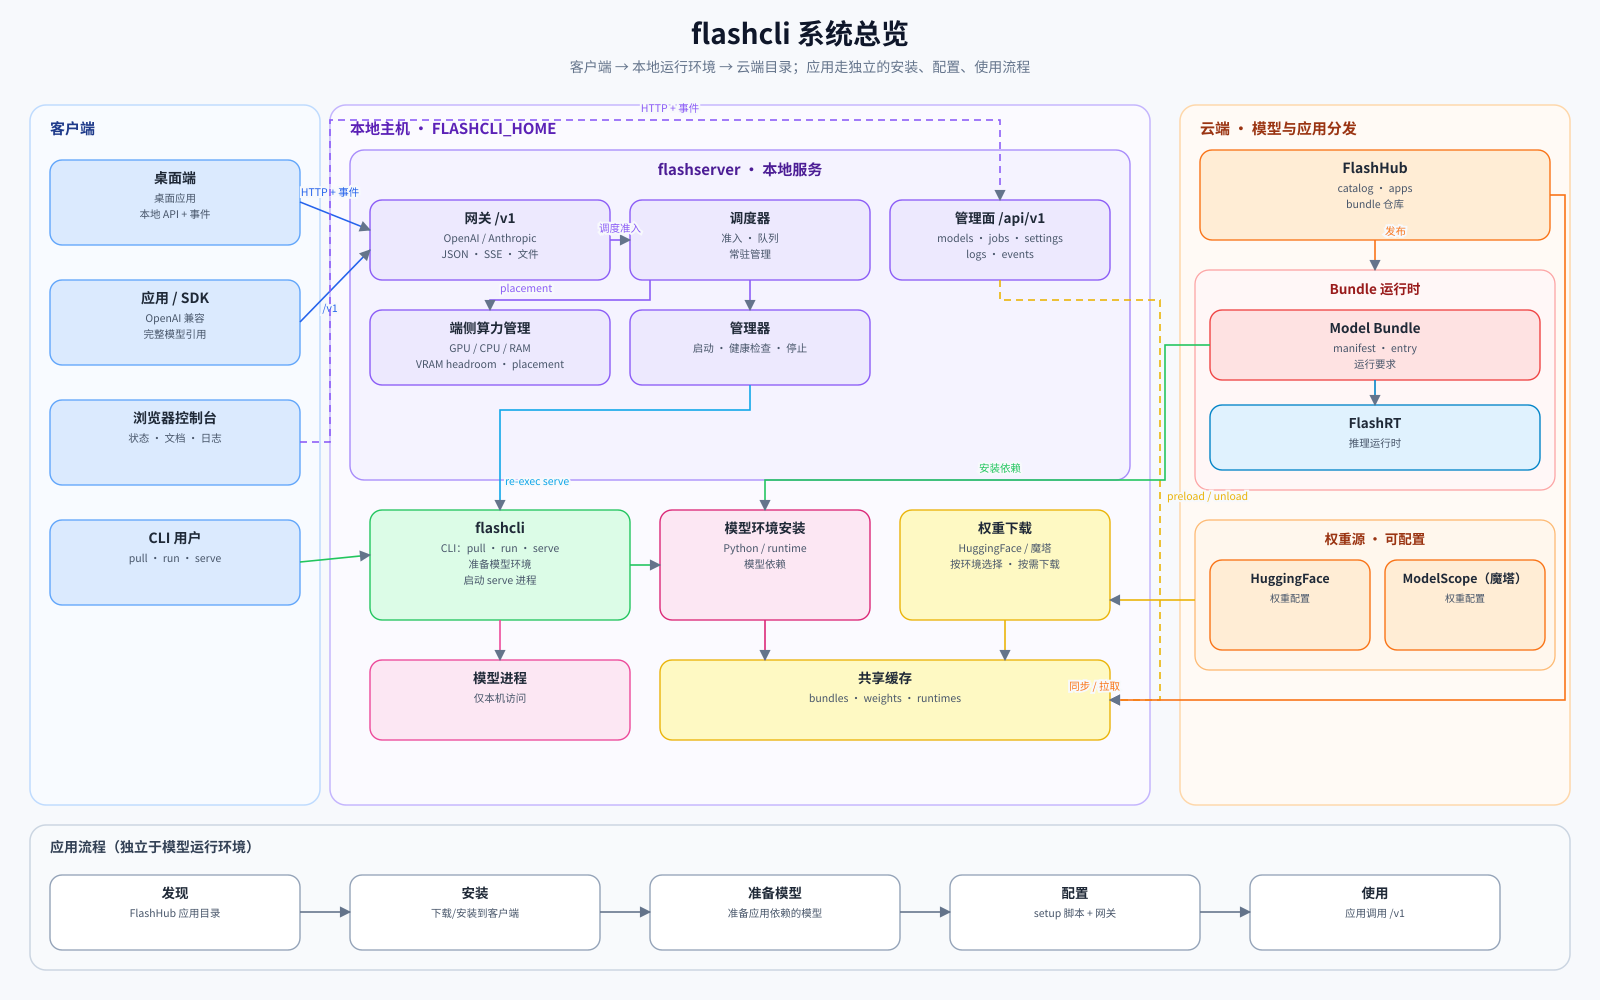 flashcli 系统总览
客户端 → 本地运行环境 → 云端目录；应用走独立的安装、配置、使用流程
客户端
桌面端
桌面应用
本地 API + 事件
应用 / SDK
OpenAI 兼容
完整模型引用
浏览器控制台
状态 • 文档 • 日志
CLI 用户
pull • run • serve
HTTP + 事件
/v1
HTTP + 事件
本地主机 • FLASHCLI_HOME
flashserver • 本地服务
网关 /v1
OpenAI / Anthropic
JSON • SSE • 文件
调度准入
调度器
准入 • 队列
常驻管理
管理面 /api/v1
models • jobs • settings
logs • events
placement
端侧算力管理
GPU / CPU / RAM
VRAM headroom • placement
管理器
启动 • 健康检查 • 停止
re-exec serve
安装依赖
preload / unload
flashcli
CLI：pull • run • serve
准备模型环境
启动 serve 进程
模型环境安装
Python / runtime
模型依赖
权重下载
HuggingFace / 魔塔
按环境选择 • 按需下载
模型进程
仅本机访问
共享缓存
bundles • weights • runtimes
同步 / 拉取
云端 • 模型与应用分发
FlashHub
catalog • apps
bundle 仓库
发布
Bundle 运行时
Model Bundle
manifest • entry
运行要求
FlashRT
推理运行时
权重源 • 可配置
HuggingFace
权重配置
ModelScope（魔塔）
权重配置
应用流程（独立于模型运行环境）
发现
FlashHub 应用目录
安装
下载/安装到客户端
准备模型
准备应用依赖的模型
配置
setup 脚本 + 网关
使用
应用调用 /v1